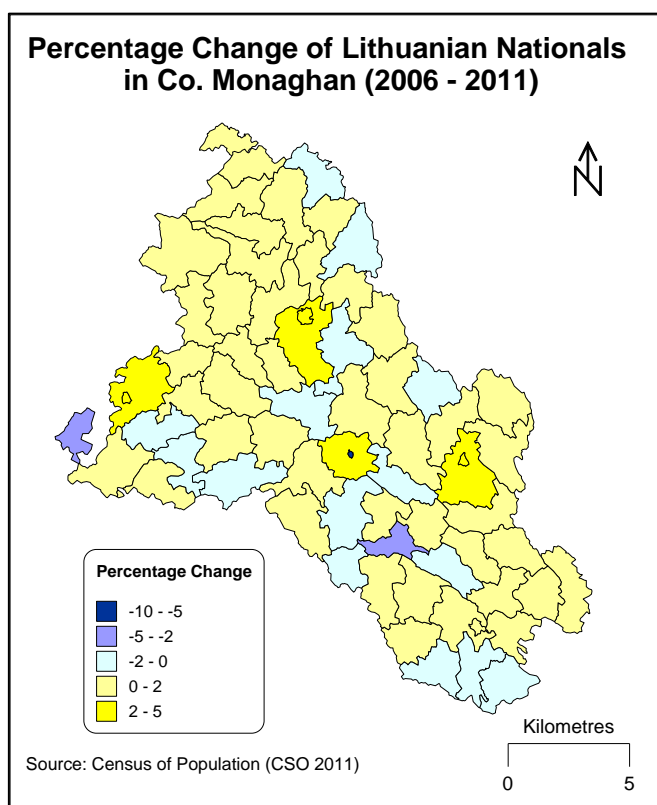 Percentage Change of Lithuanian Nationals
in Co. Monaghan (2006 - 2011)
N
Percentage Change
-10 - -5
-5 - -2
-2 - 0
0 - 2
2 - 5
Kilometres
0 5
Source: Census of Population (CSO 2011)